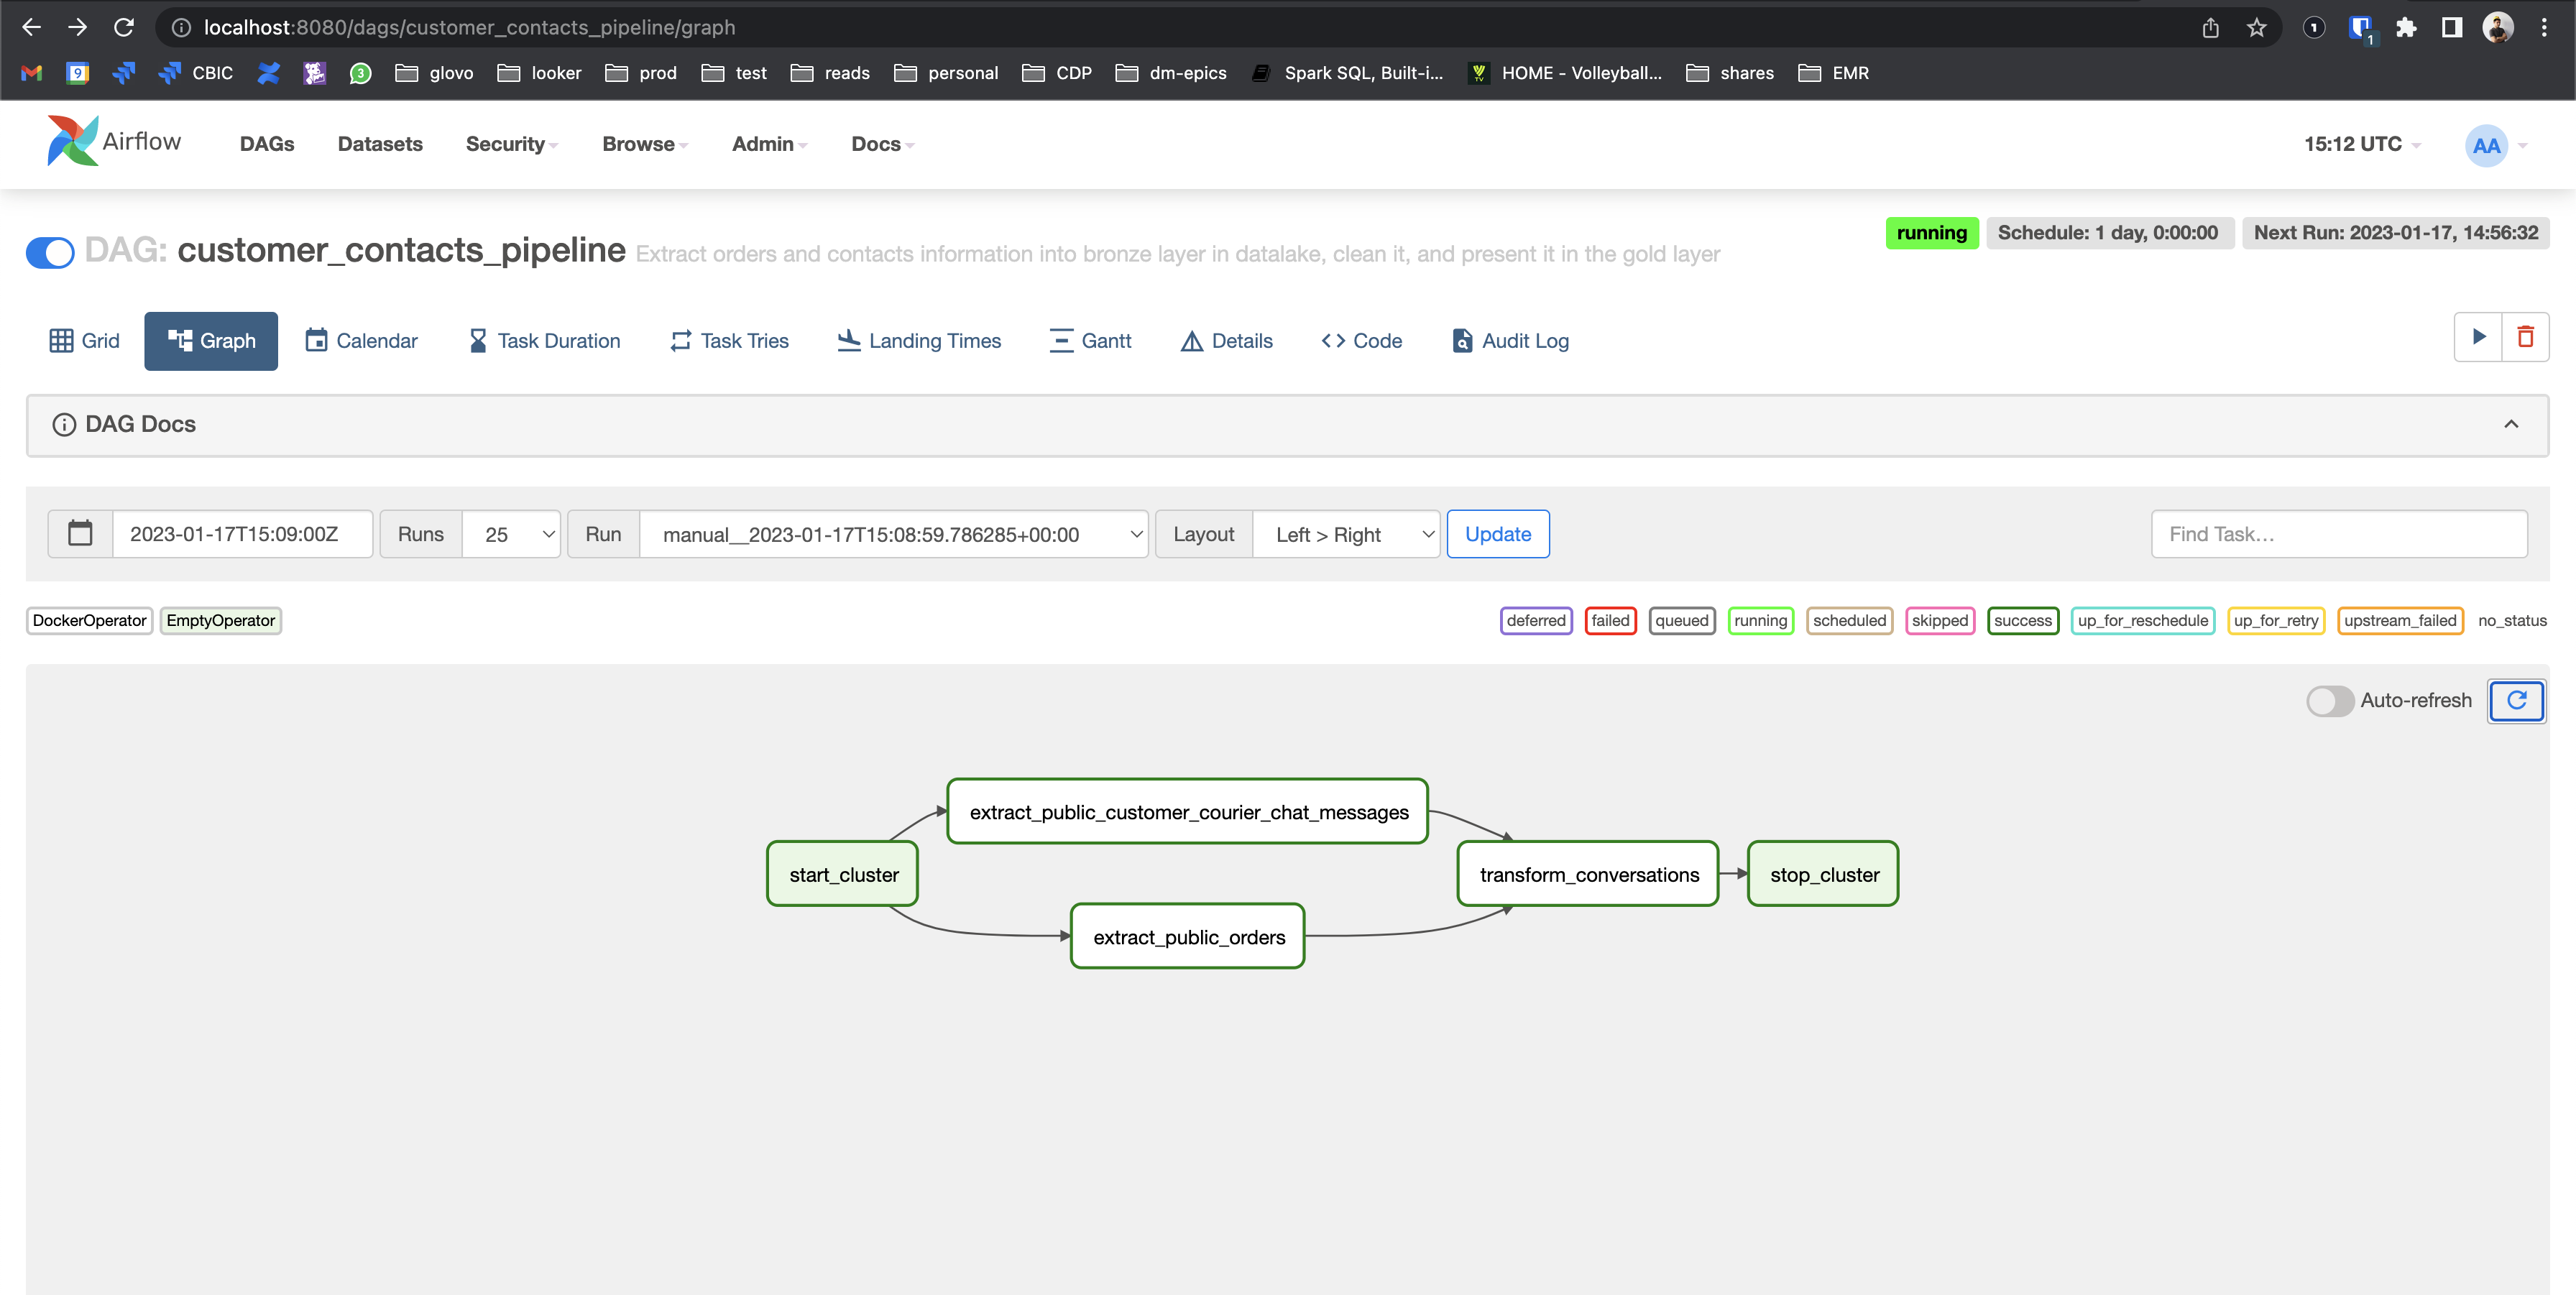 localhost:8080/dags/customer_contacts_pipeline/graph
1
1
9 CBIC 3 glovo looker prod test reads personal CDP dm-epics Spark SQL, Built-i... HOME - Volleyball... shares EMR
Airflow DAGs Datasets Security Browse Admin Docs 15:12 UTC AA
running Schedule: 1 day, 0:00:00 Next Run: 2023-01-17, 14:56:32
DAG: customer_contacts_pipeline Extract orders and contacts information into bronze layer in datalake, clean it, and present it in the gold layer
Grid Graph Calendar Task Duration Task Tries Landing Times Gantt Details <> Code Audit Log
DAG Docs
2023-01-17T15:09:00Z Runs 25 Run manual__2023-01-17T15:08:59.786285+00:00 Layout Left > Right Update Find Task...
DockerOperator EmptyOperator deferred failed queued running scheduled skipped success up_for_reschedule up_for_retry upstream_failed no_status
Auto-refresh
extract_public_customer_courier_chat_messages
start_cluster transform_conversations stop_cluster
extract_public_orders